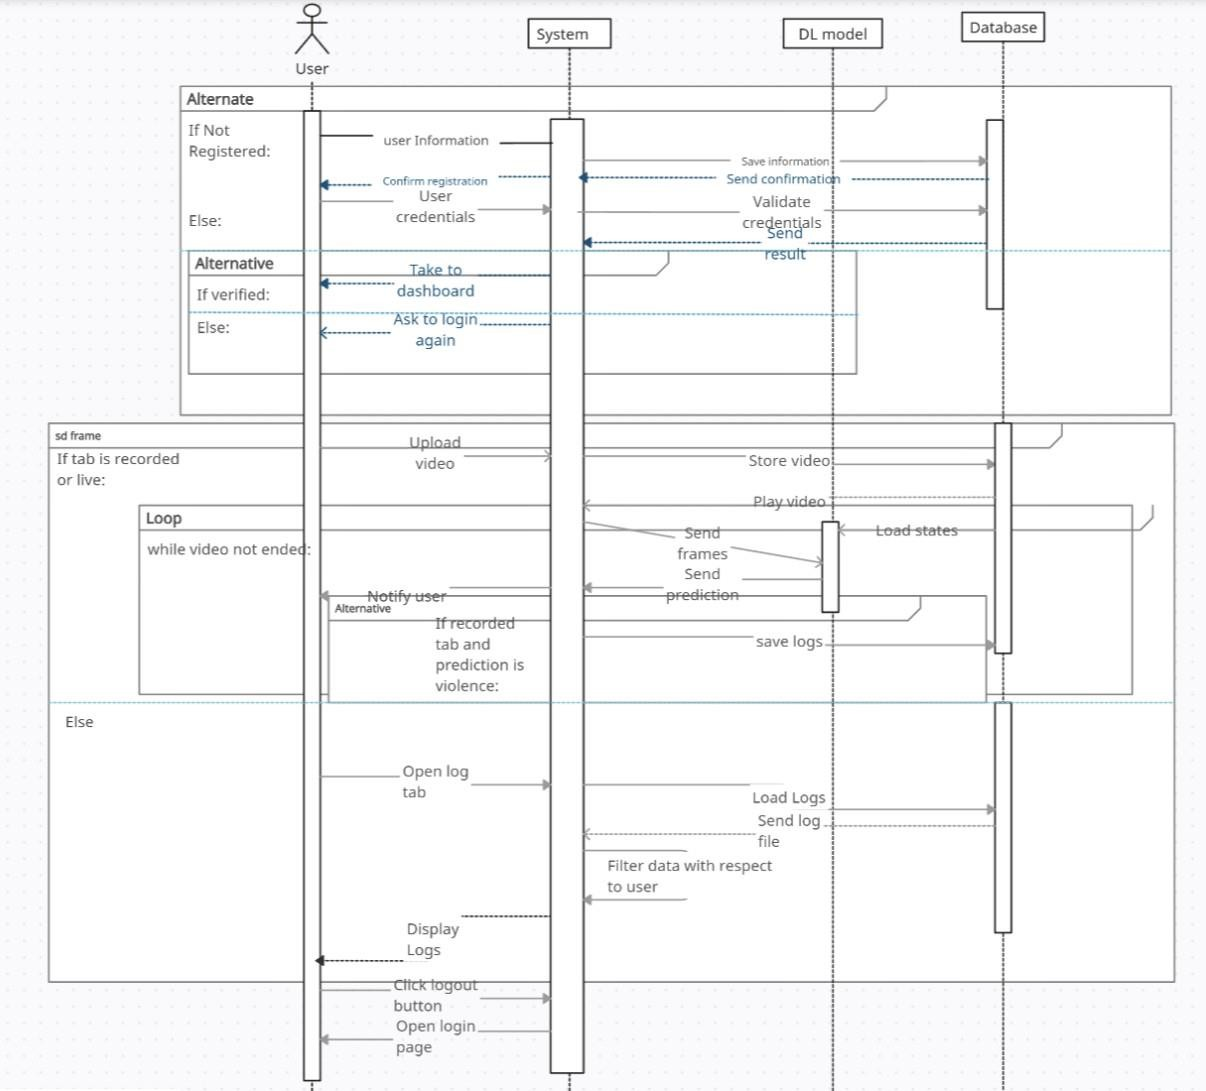 User
System
DL model
Database
Alternate
If Not
Registered:
user Information
Save information
Confirm registration
Send confirmation
User
credentials
Validate
credentials
Else:
Send
result
Alternative
Take to
dashboard
If verified:
Else:
Ask to login
again
sd frame
If tab is recorded
or live:
Upload
video
Store video
Play video
Loop
while video not ended:
Send
frames
Load states
Send
prediction
Notify user
Alternative
If recorded
tab and
prediction is
violence:
save logs
Else
Open log
tab
Load Logs
Send log
file
Filter data with respect
to user
Display
Logs
Click logout
button
Open login
page